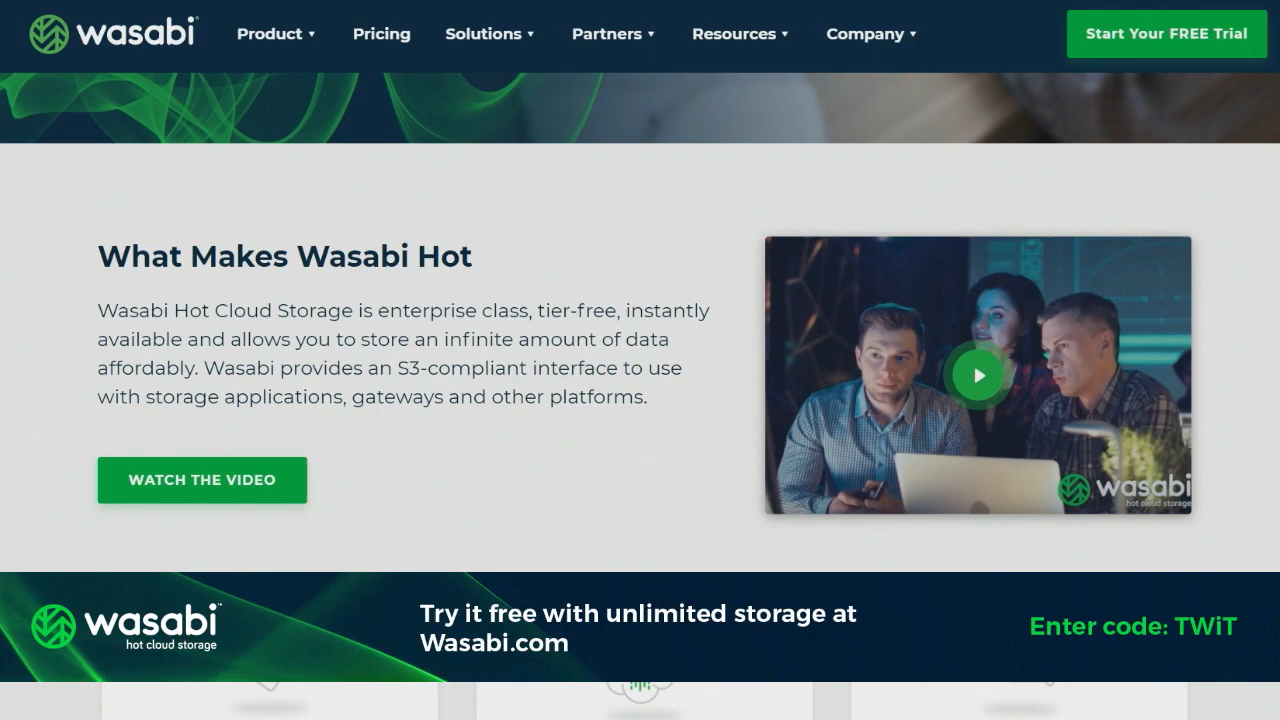 wasabi
Product Pricing Solutions Partners Resources Company
Start Your FREE Trial
What Makes Wasabi Hot
Wasabi Hot Cloud Storage is enterprise class, tier-free, instantly
available and allows you to store an infinite amount of data
affordably. Wasabi provides an S3-compliant interface to use
with storage applications, gateways and other platforms.
WATCH THE VIDEO
wasabi
hot cloud storage
wasabi
hot cloud storage
Try it free with unlimited storage at
Wasabi.com
Enter code: TWiT